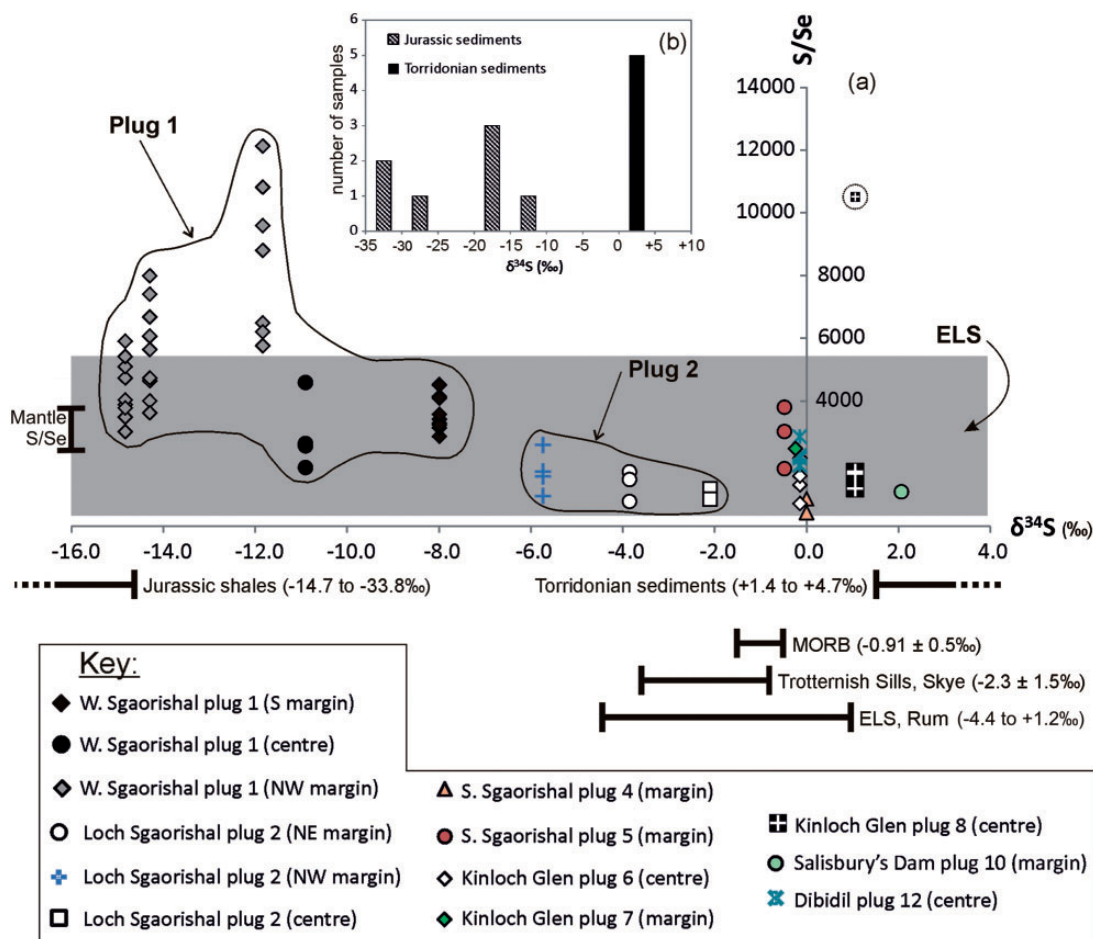 (b)
Jurassic sediments
Torridonian sediments
number of samples
6
5
4
3
2
1
0
-35 -30 -25 -20 -15 -10 -5 0 +5 +10
δ³⁴S (‰)
S/Se
(a)
14000
12000
10000
8000
6000
4000
Plug 1
Plug 2
ELS
Mantle
S/Se
-16.0 -14.0 -12.0 -10.0 -8.0 -6.0 -4.0 -2.0 0.0 2.0 4.0
δ³⁴S (‰)
Jurassic shales (-14.7 to -33.8‰)
Torridonian sediments (+1.4 to +4.7‰)
MORB (-0.91 ± 0.5‰)
Trotternish Sills, Skye (-2.3 ± 1.5‰)
ELS, Rum (-4.4 to +1.2‰)
Key:
W. Sgaorishal plug 1 (S margin)
W. Sgaorishal plug 1 (centre)
W. Sgaorishal plug 1 (NW margin)
Loch Sgaorishal plug 2 (NE margin)
Loch Sgaorishal plug 2 (NW margin)
Loch Sgaorishal plug 2 (centre)
S. Sgaorishal plug 4 (margin)
S. Sgaorishal plug 5 (margin)
Kinloch Glen plug 6 (centre)
Kinloch Glen plug 7 (margin)
Kinloch Glen plug 8 (centre)
Salisbury's Dam plug 10 (margin)
Dibidil plug 12 (centre)